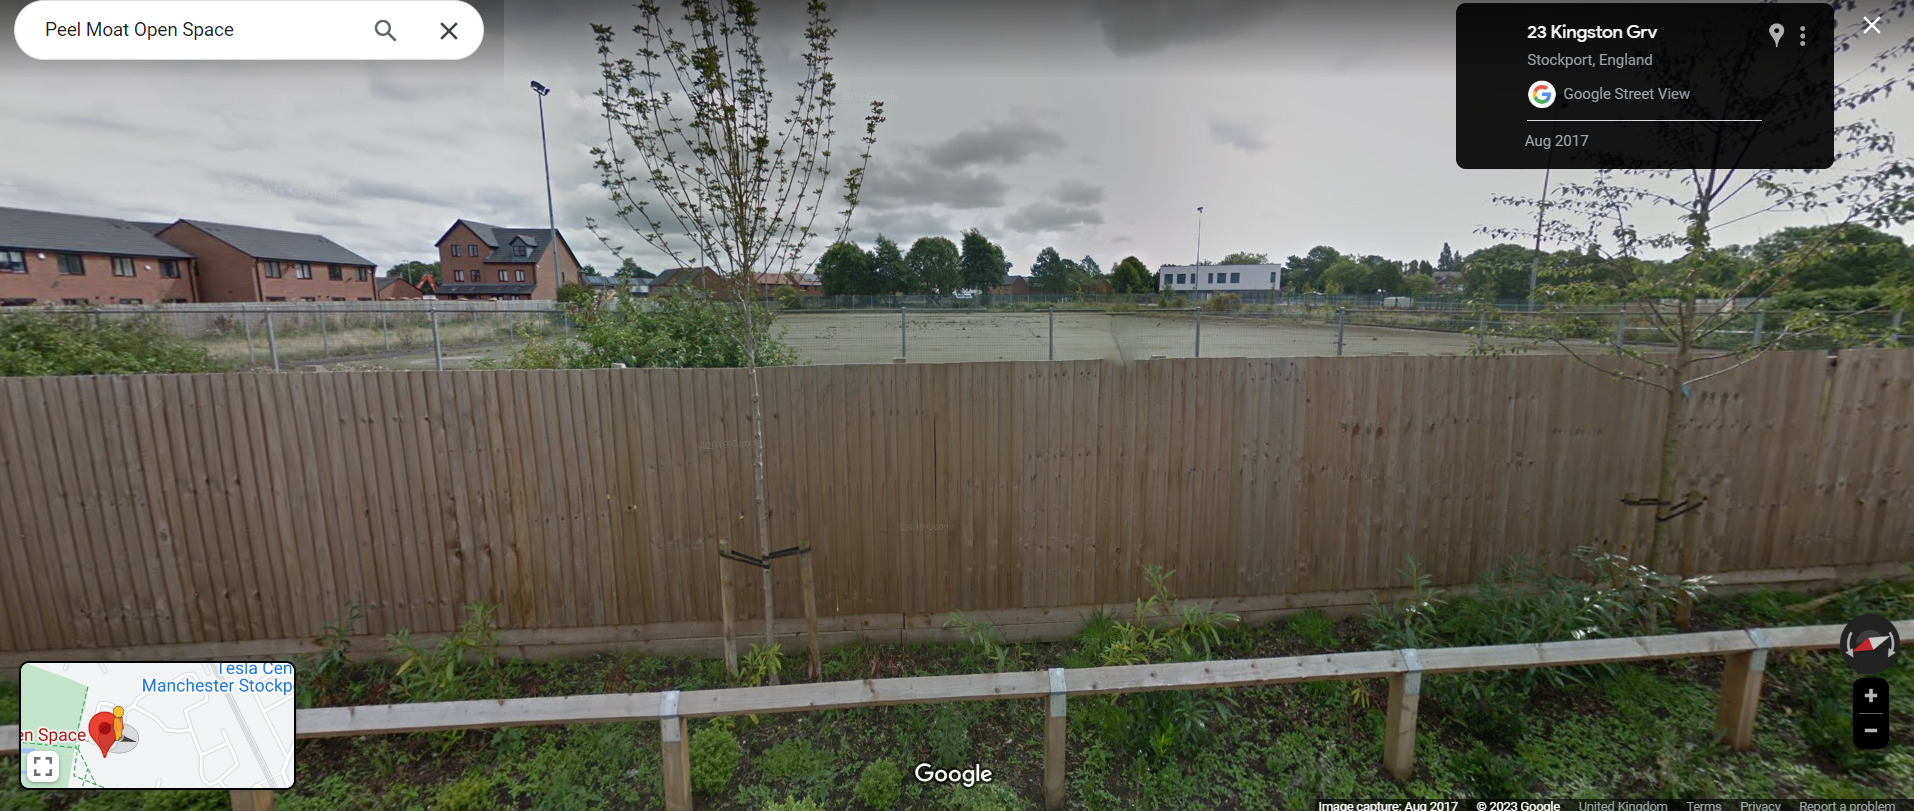 Peel Moat Open Space
23 Kingston Grv
Stockport, England
Google Street View
Aug 2017
Tesla Cen
Manchester Stockp
en Space
Google
Image capture: Aug 2017 © 2023 Google United Kingdom Terms Privacy Report a problem